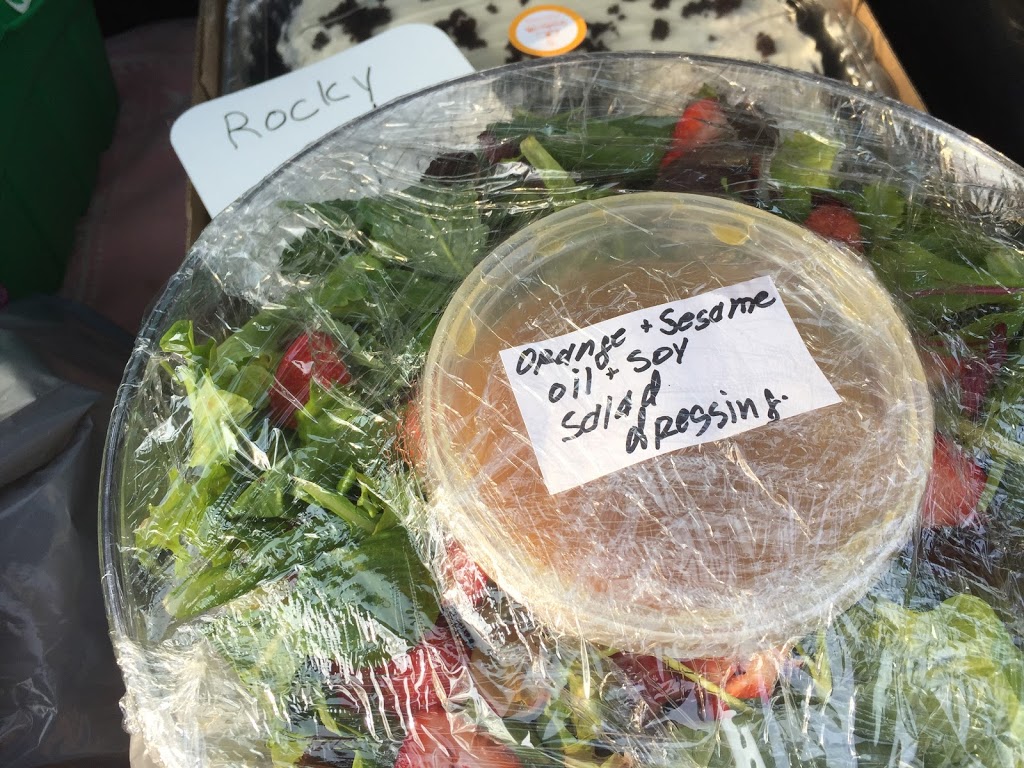 Rocky
orange + Sesame
oil + soy
salad
dressing.